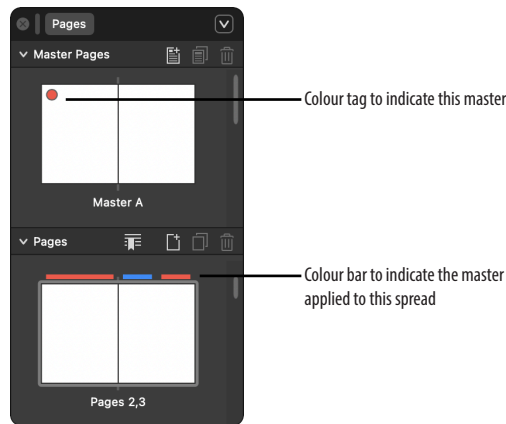 Pages
Master Pages
Colour tag to indicate this master
Master A
Pages
Colour bar to indicate the master
applied to this spread
Pages 2,3